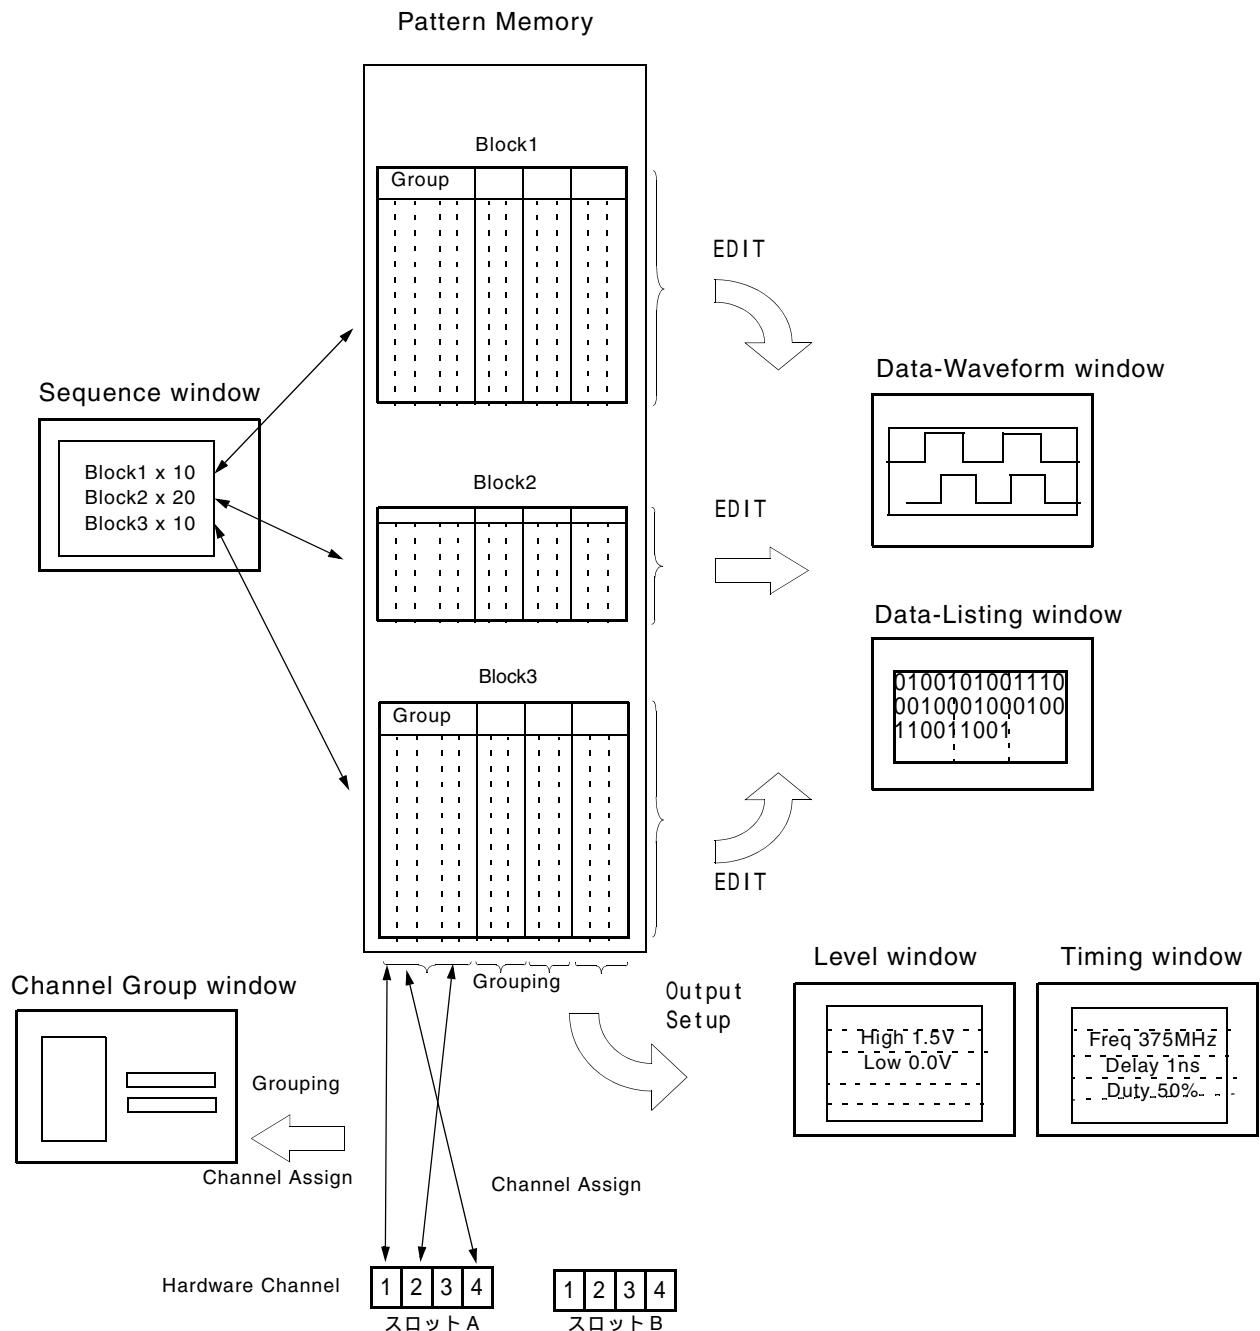 Pattern Memory
Block1
Group
EDIT
Data-Waveform window
Sequence window
Block1 x 10
Block2 x 20
Block3 x 10
Block2
EDIT
Data-Listing window
01001010011110
00100010001 00
110011001
Block3
Group
EDIT
Level window
Timing window
Grouping
Channel Group window
Output
Setup
High 1.5V
Low 0.0V
Freq 375MHz
Delay 1ns
Duty 50%
Grouping
Channel Assign
Channel Assign
Hardware Channel
1 2 3 4
1 2 3 4
スロットA
スロットB